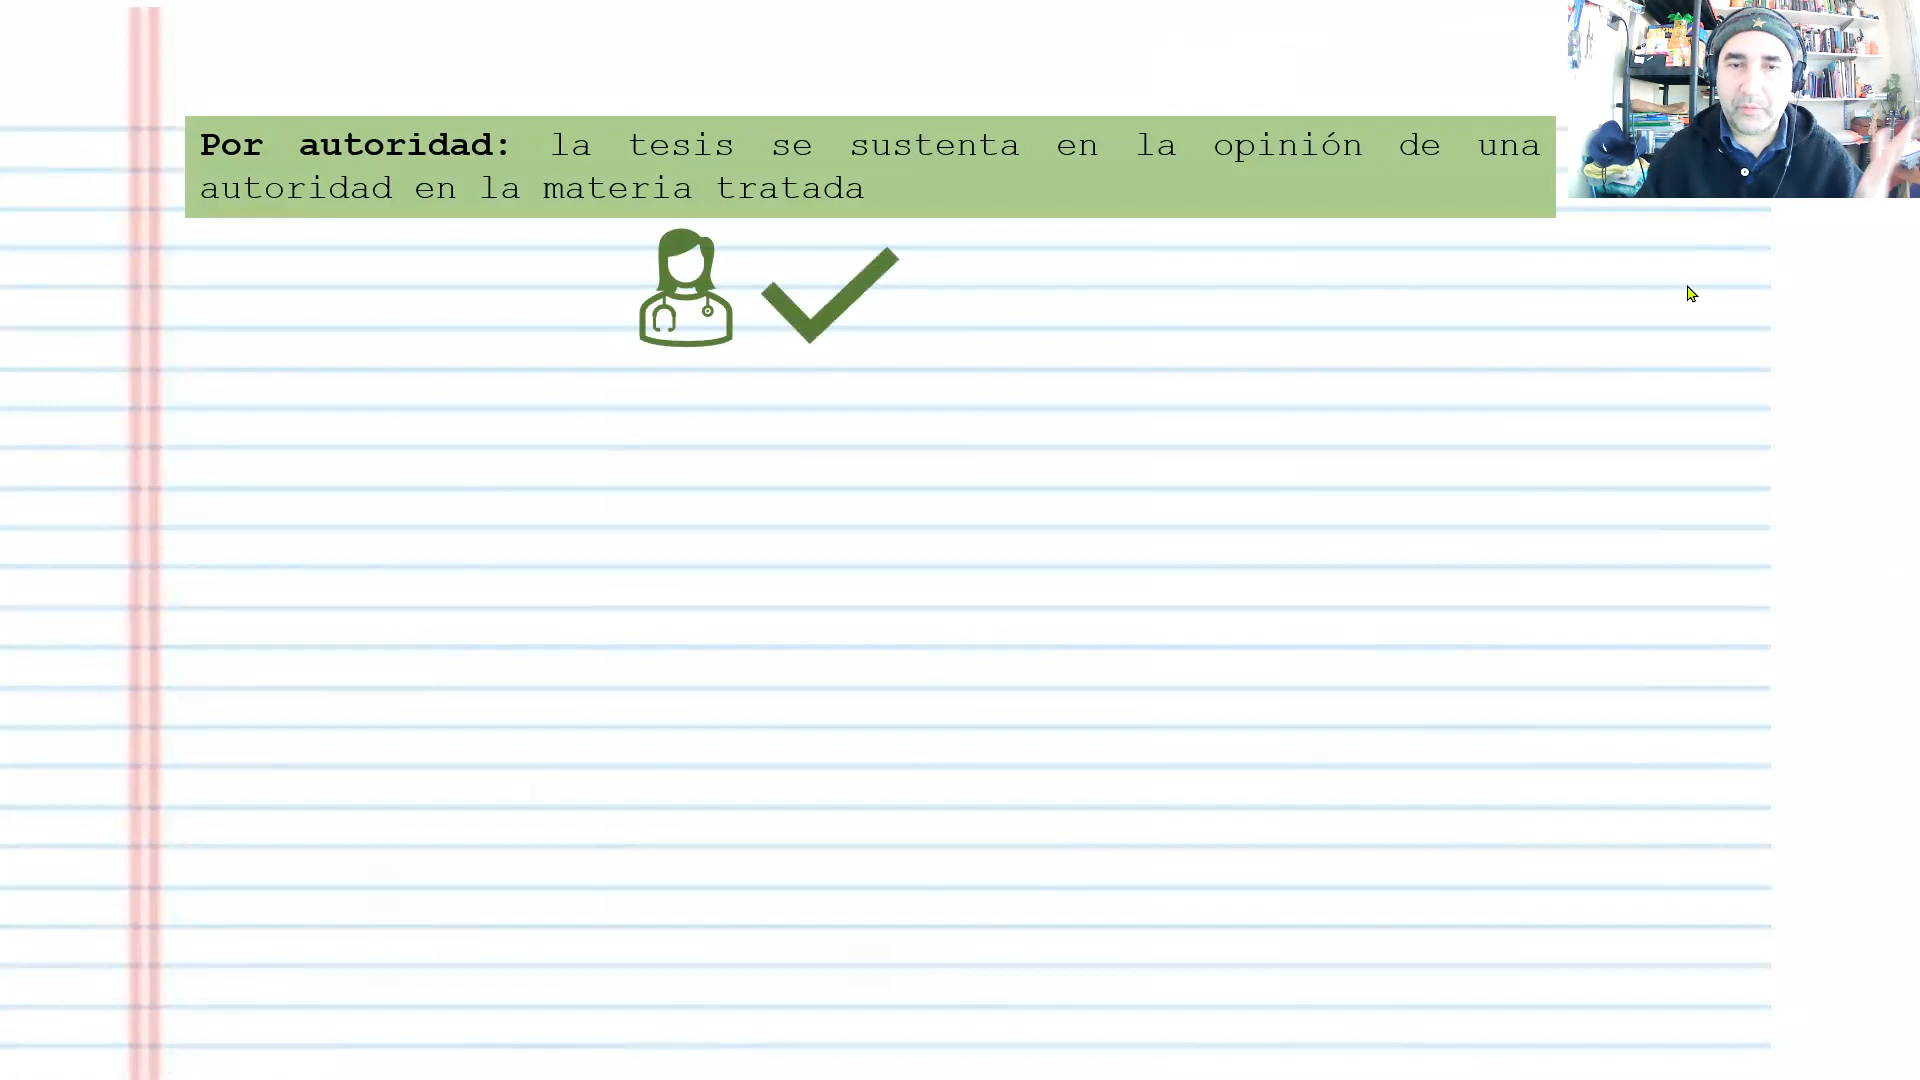 Por autoridad: la tesis se sustenta en la opinión de una
autoridad en la materia tratada